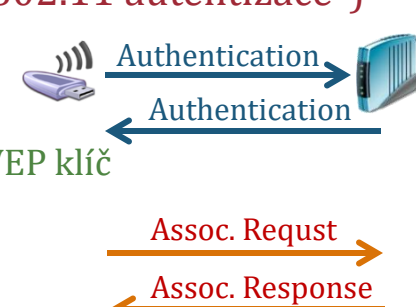 802.11 autentizace
Authentication
Authentication
WEP klíč
Assoc. Requst
Assoc. Response